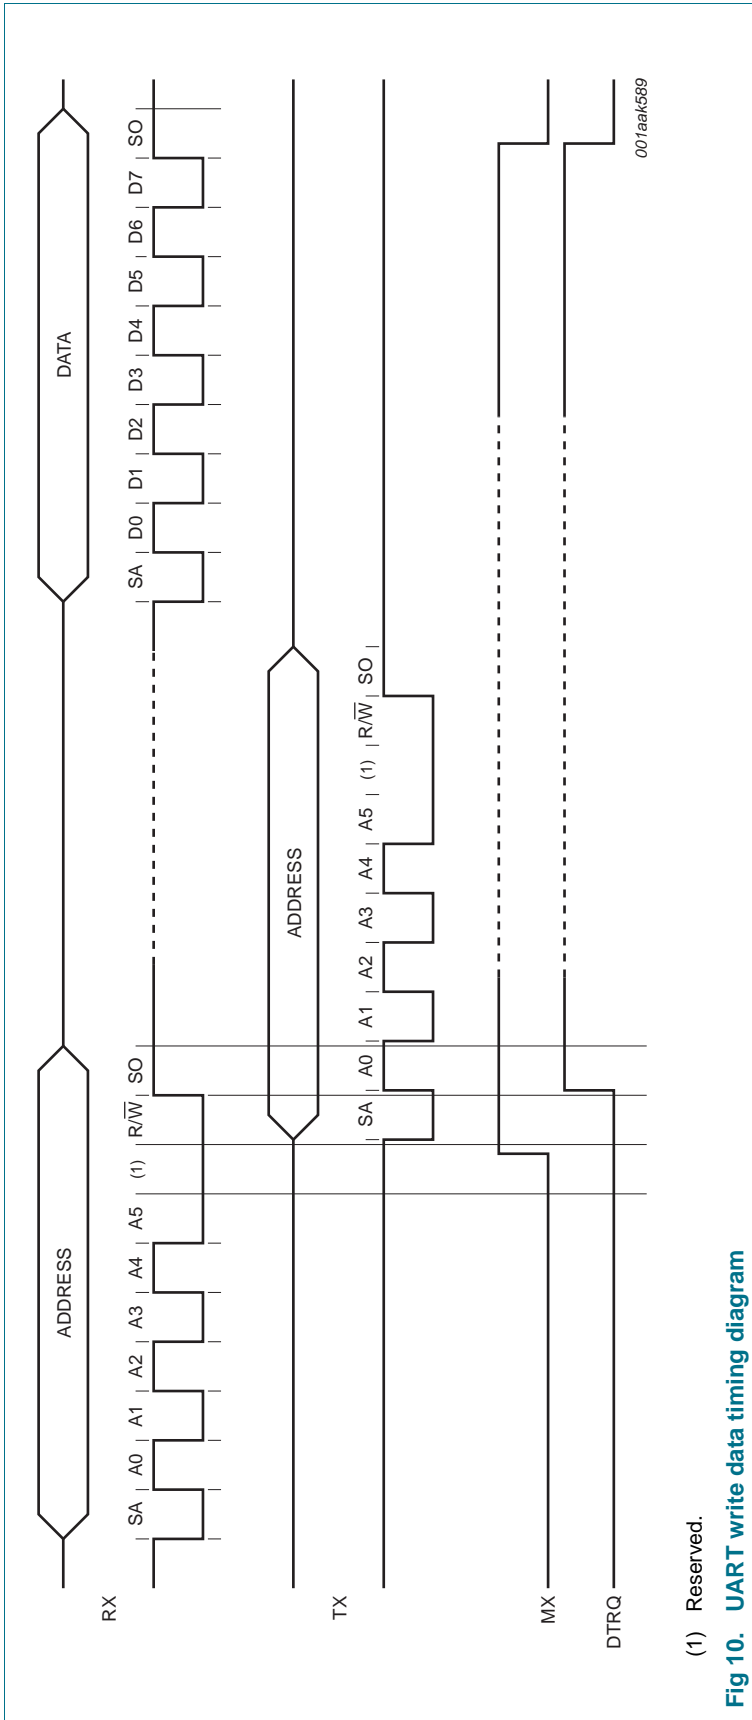 ADDRESS DATA
RX SA A0 A1 A2 A3 A4 A5 (1) R/W̅ SO SA D0 D1 D2 D3 D4 D5 D6 D7 SO
ADDRESS
TX SA A0 A1 A2 A3 A4 A5 (1) R/W̅ SO
MX
DTRQ
001aak589
(1) Reserved.
Fig 10. UART write data timing diagram